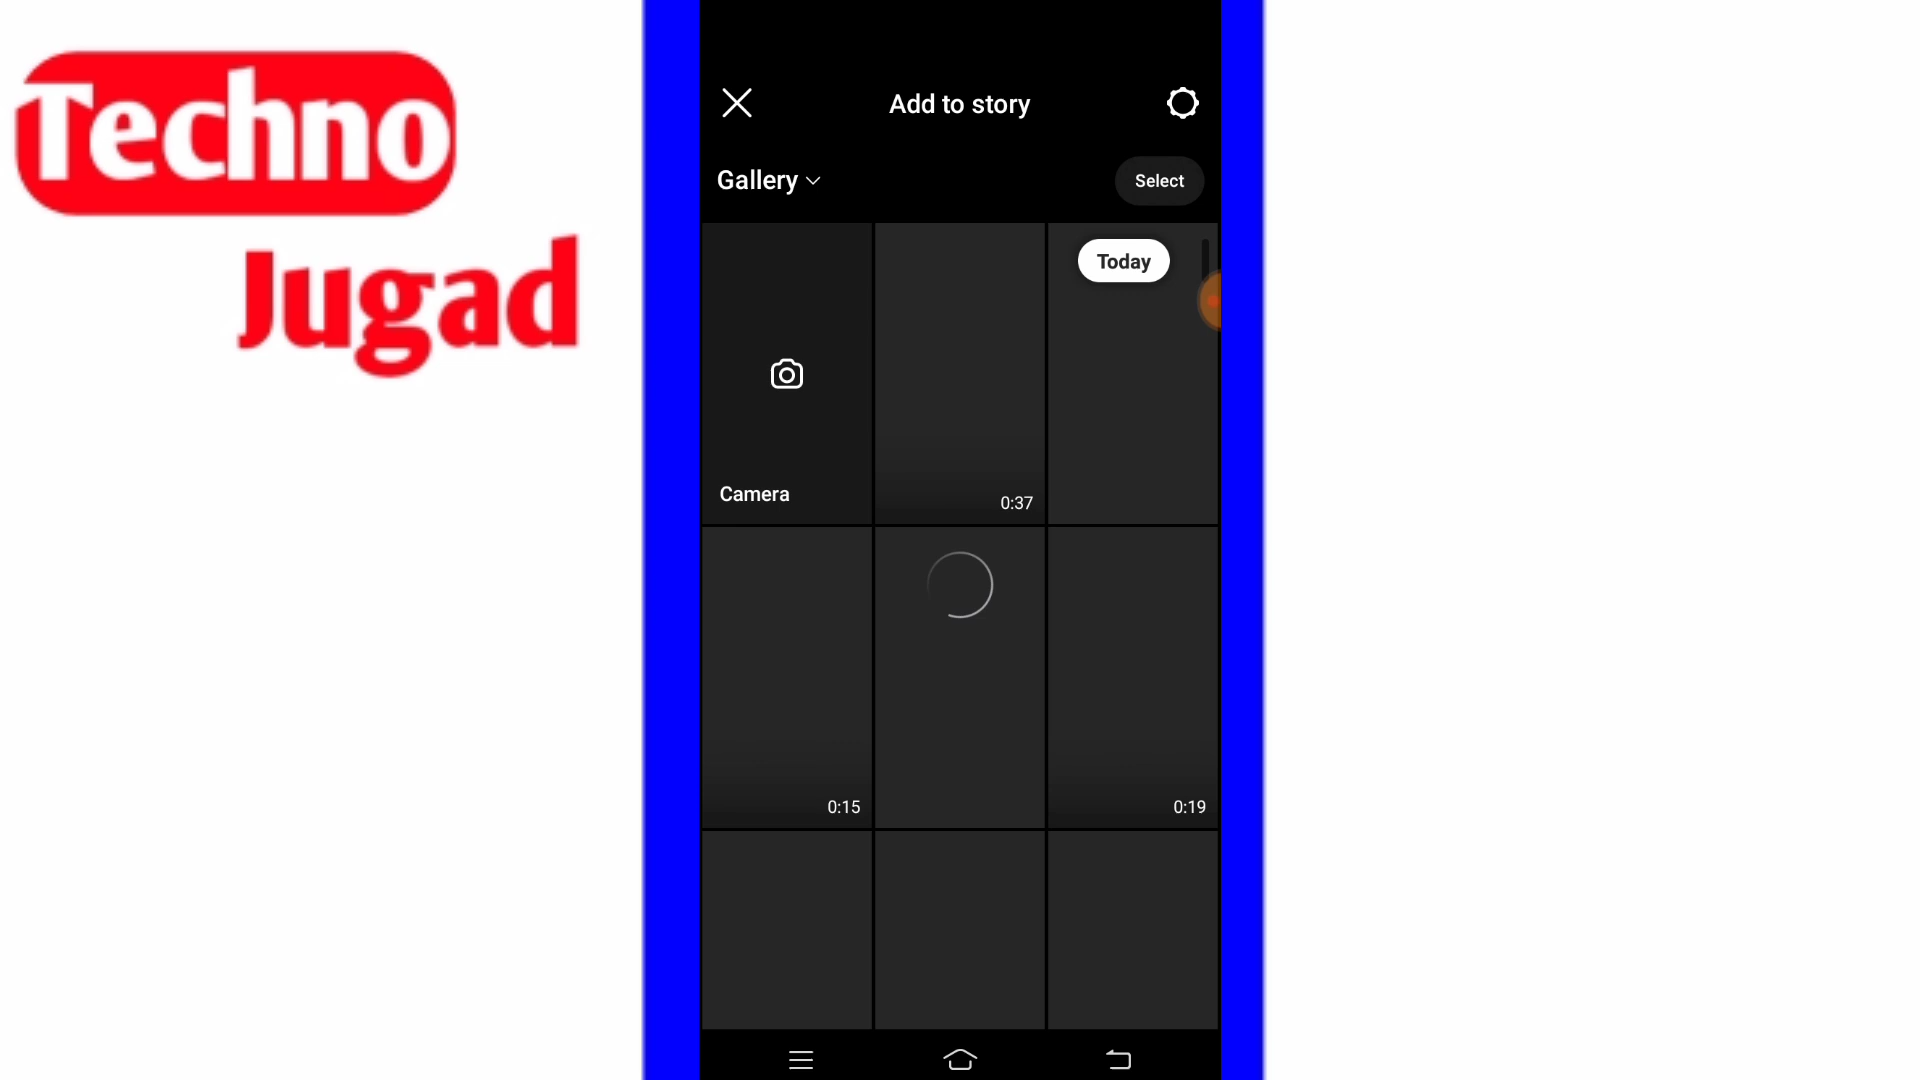 Techno
Jugad
Add to story
Gallery
Select
Today
Camera
0:37
0:15
0:19